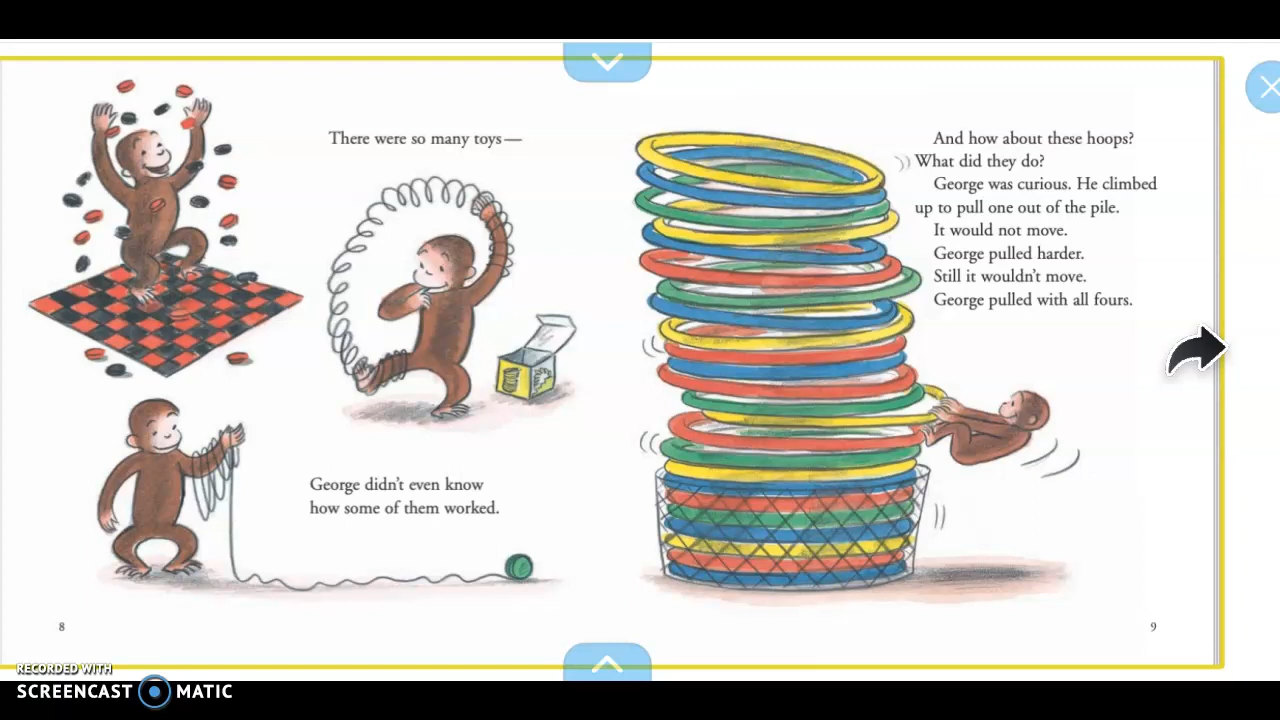 There were so many toys—
George didn't even know
how some of them worked.
8
And how about these hoops?
What did they do?
George was curious. He climbed
up to pull one out of the pile.
It would not move.
George pulled harder.
Still it wouldn't move.
George pulled with all fours.
9
RECORDED WITH
SCREENCAST MATIC